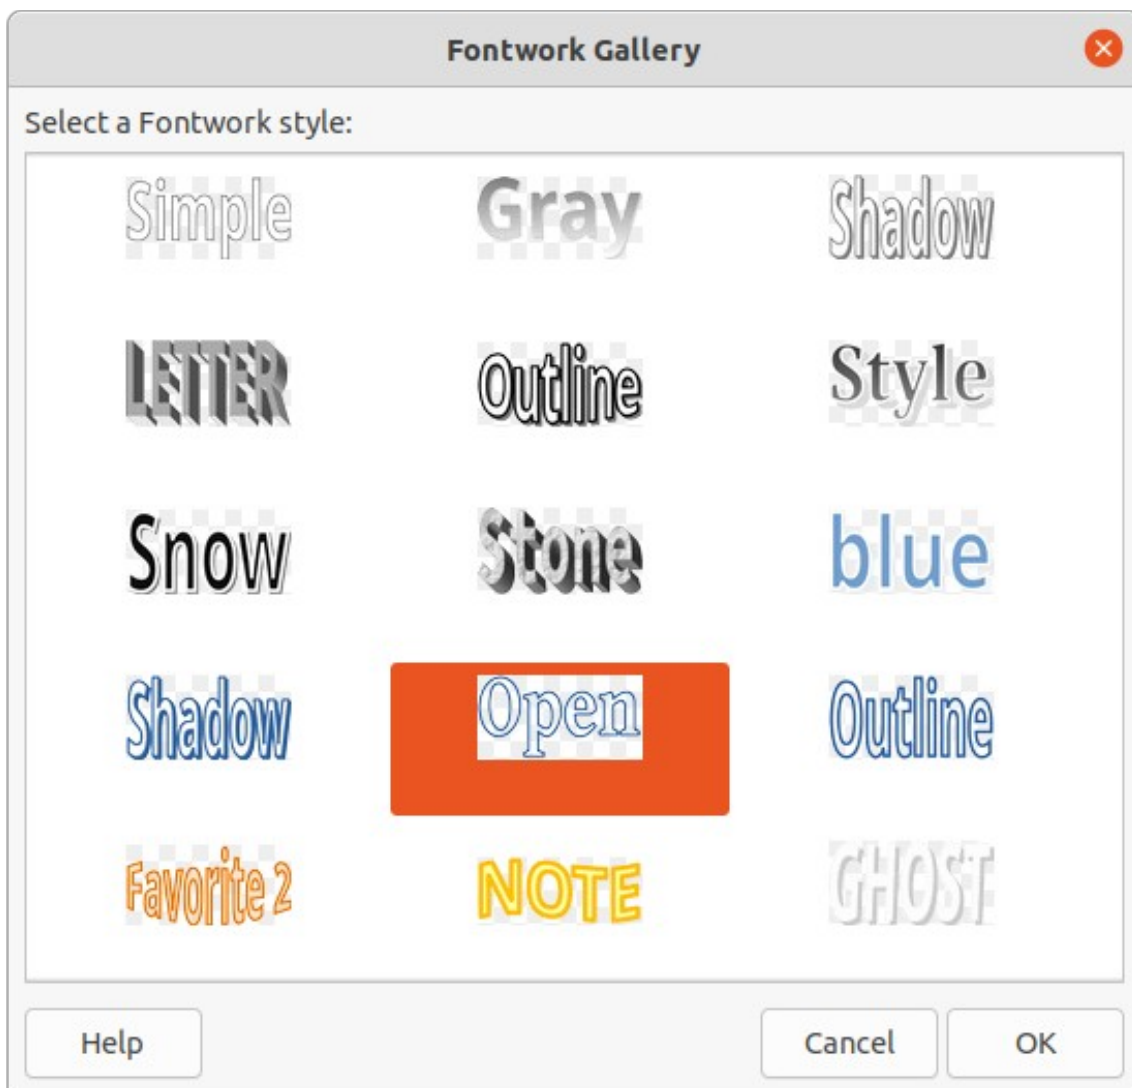 Fontwork Gallery
Select a Fontwork style:
Simple Gray Shadow
LETTER Outline Style
Snow Stone blue
Shadow Open Outline
Favorite 2 NOTE GHOST
Help Cancel OK